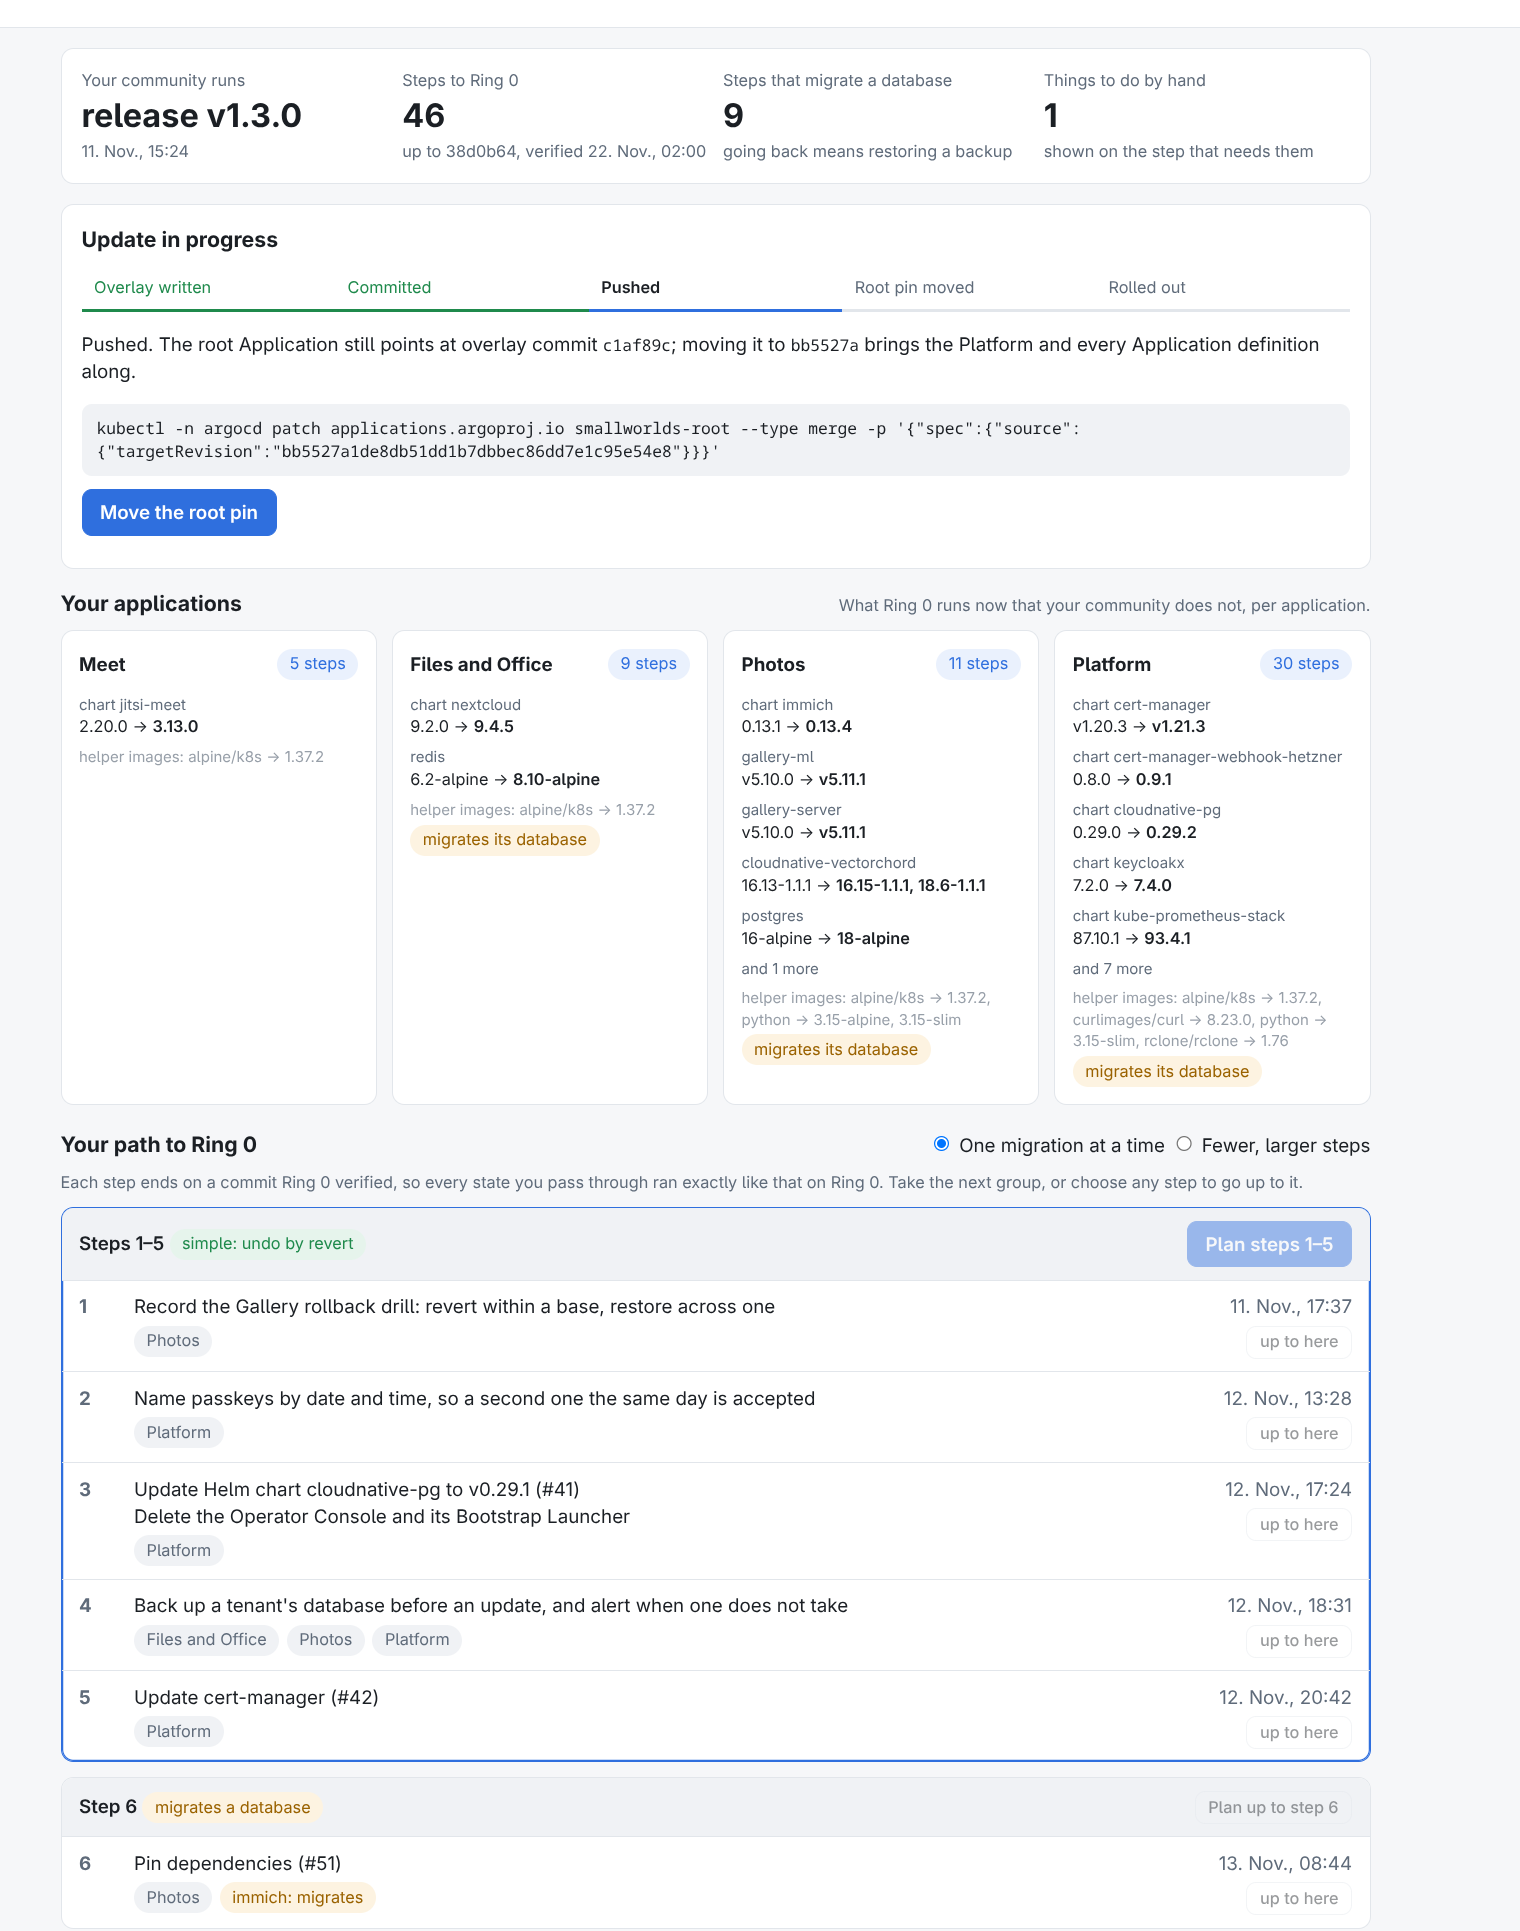 Your community runs
release v1.3.0
11. Nov., 15:24
Steps to Ring 0
46
up to 38d0b64, verified 22. Nov., 02:00
Steps that migrate a database
9
going back means restoring a backup
Things to do by hand
1
shown on the step that needs them
Update in progress
Overlay written
Committed
Pushed
Root pin moved
Rolled out
Pushed. The root Application still points at overlay commit c1af89c; moving it to bb5527a brings the Platform and every Application definition
along.
kubectl -n argocd patch applications.argoproj.io smallworlds-root --type merge -p '{"spec":{"source":
{"targetRevision":"bb5527a1de8db51dd1b7dbbec86dd7e1c95e54e8"}}}'
Move the root pin
Your applications
What Ring 0 runs now that your community does not, per application.
Meet
5 steps
chart jitsi-meet
2.20.0 → 3.13.0
helper images: alpine/k8s → 1.37.2
Files and Office
9 steps
chart nextcloud
9.2.0 → 9.4.5
redis
6.2-alpine → 8.10-alpine
helper images: alpine/k8s → 1.37.2
migrates its database
Photos
11 steps
chart immich
0.13.1 → 0.13.4
gallery-ml
v5.10.0 → v5.11.1
gallery-server
v5.10.0 → v5.11.1
cloudnative-vectorchord
16.13-1.1.1 → 16.15-1.1.1, 18.6-1.1.1
postgres
16-alpine → 18-alpine
and 1 more
helper images: alpine/k8s → 1.37.2,
python → 3.15-alpine, 3.15-slim
migrates its database
Platform
30 steps
chart cert-manager
v1.20.3 → v1.21.3
chart cert-manager-webhook-hetzner
0.8.0 → 0.9.1
chart cloudnative-pg
0.29.0 → 0.29.2
chart keycloakx
7.2.0 → 7.4.0
chart kube-prometheus-stack
87.10.1 → 93.4.1
and 7 more
helper images: alpine/k8s → 1.37.2,
curlimages/curl → 8.23.0, python →
3.15-slim, rclone/rclone → 1.76
migrates its database
Your path to Ring 0
One migration at a time
Fewer, larger steps
Each step ends on a commit Ring 0 verified, so every state you pass through ran exactly like that on Ring 0. Take the next group, or choose any step to go up to it.
Steps 1–5
simple: undo by revert
Plan steps 1–5
1
Record the Gallery rollback drill: revert within a base, restore across one
11. Nov., 17:37
Photos
up to here
2
Name passkeys by date and time, so a second one the same day is accepted
12. Nov., 13:28
Platform
up to here
3
Update Helm chart cloudnative-pg to v0.29.1 (#41)
12. Nov., 17:24
Delete the Operator Console and its Bootstrap Launcher
up to here
Platform
4
Back up a tenant's database before an update, and alert when one does not take
12. Nov., 18:31
Files and Office
Photos
Platform
up to here
5
Update cert-manager (#42)
12. Nov., 20:42
Platform
up to here
Step 6
migrates a database
Plan up to step 6
6
Pin dependencies (#51)
13. Nov., 08:44
Photos
immich: migrates
up to here